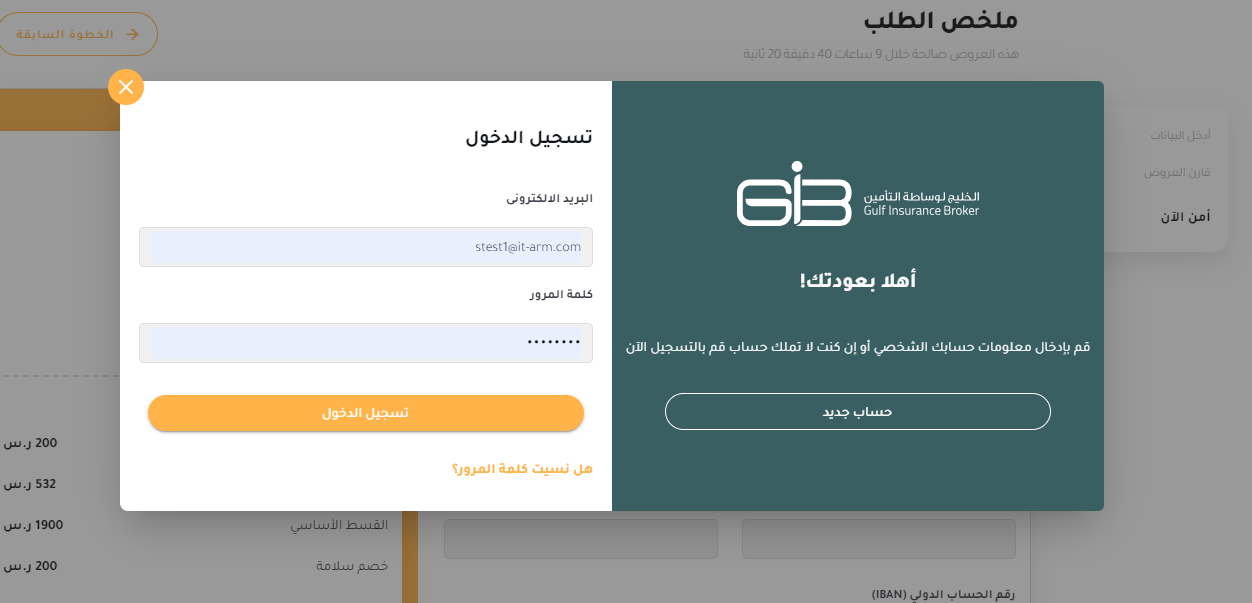 ملخص الطلب
هذه العروض صالحة خلال 9 ساعات 40 دقيقة 20 ثانية
الخطوة السابقة
أدخل البيانات
قارن العروض
أمن الآن
الخليج لوساطة التأمين
GIB Gulf Insurance Broker
أهلا بعودتك!
قم بإدخال معلومات حسابك الشخصي أو إن كنت لا تملك حساب قم بالتسجيل الآن
حساب جديد
تسجيل الدخول
البريد الالكترونى
stest1@it-arm.com
كلمة المرور
••••••••
تسجيل الدخول
هل نسيت كلمة المرور؟
200 ر.س
532 ر.س
القسط الأساسي 1900 ر.س
خصم سلامة 200 ر.س
رقم الحساب الدولي (IBAN)